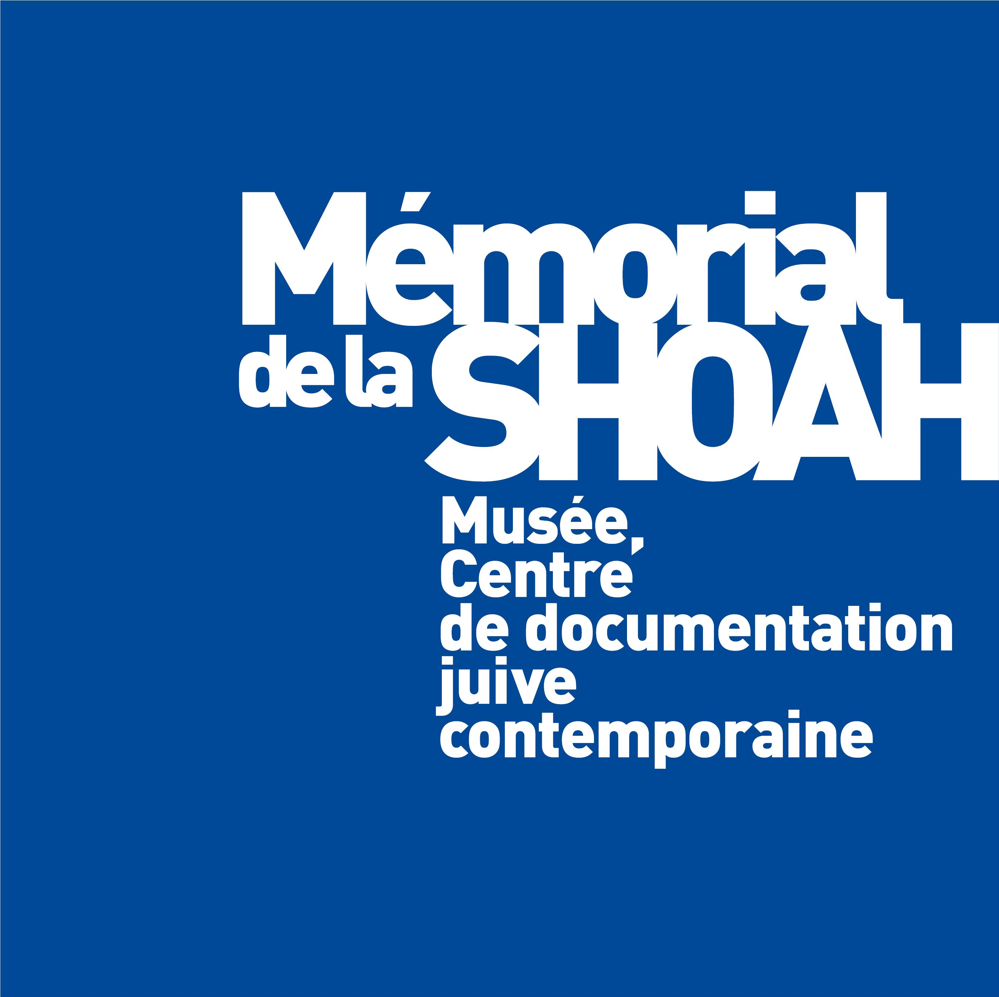 Mémorial
de la SHOAH
Musée,
Centre
de documentation
juive
contemporaine